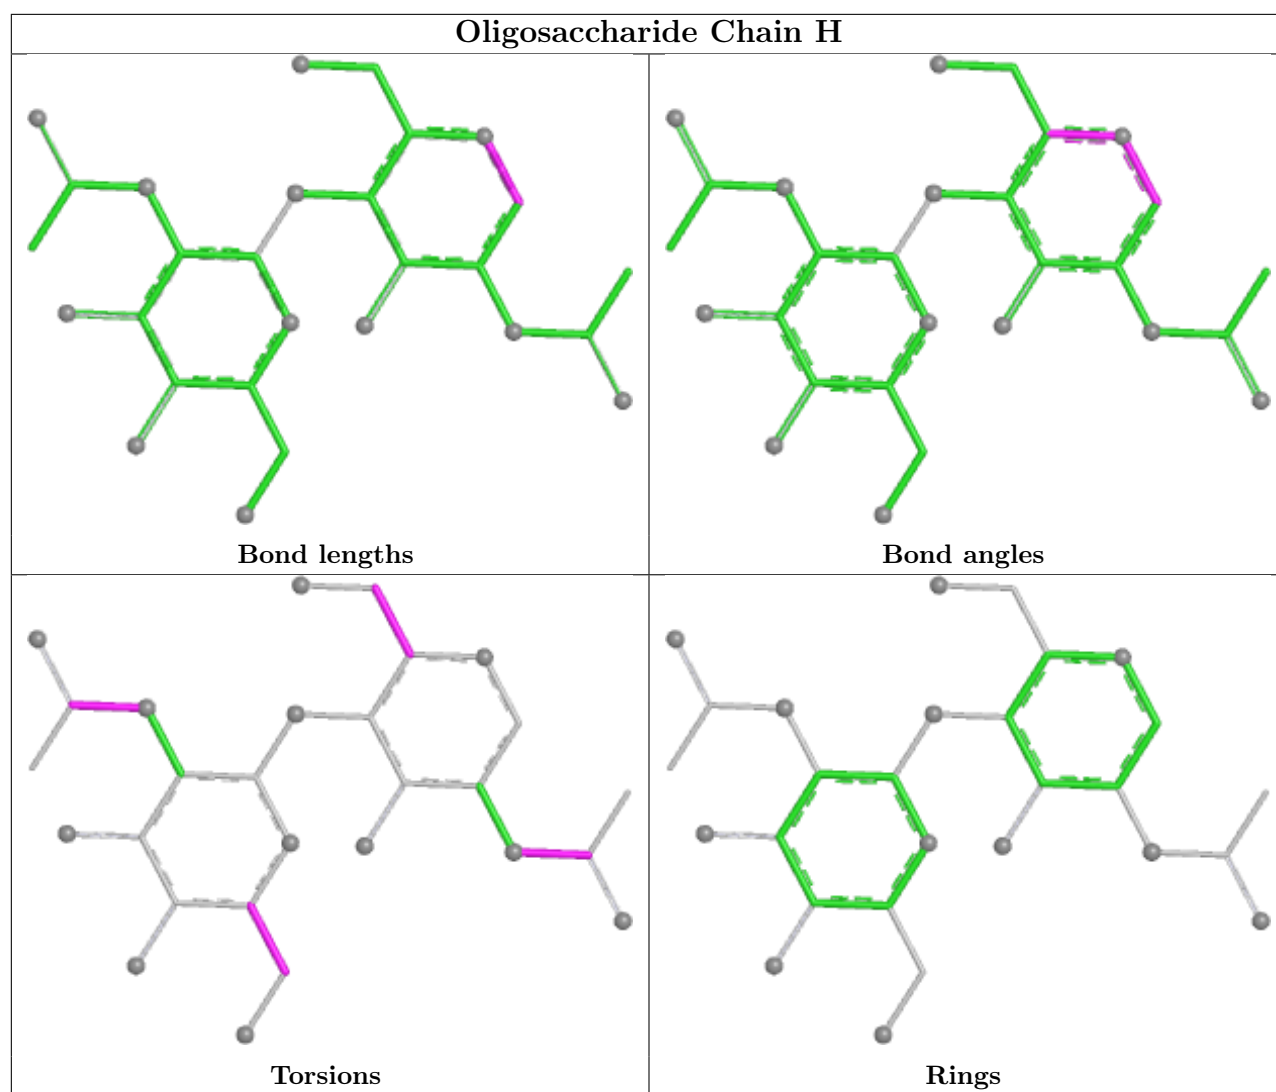 Oligosaccharide Chain H
Bond lengths
Bond angles
Torsions
Rings